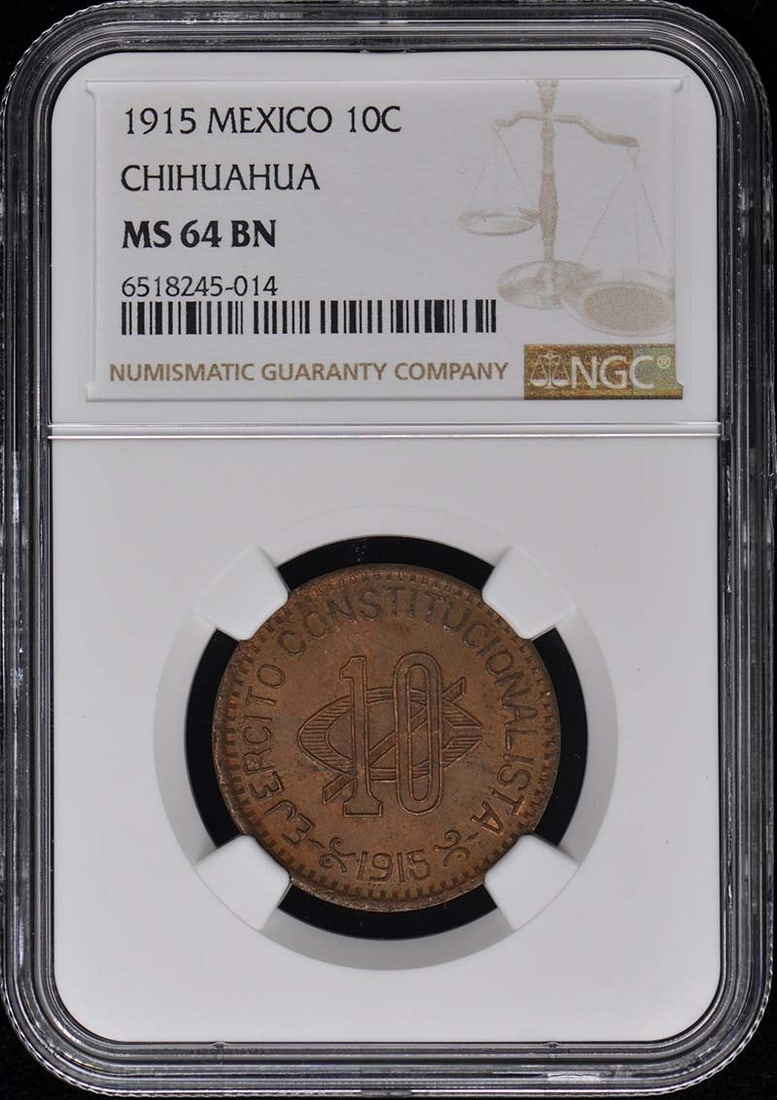 1915 MEXICO 10C
CHIHUAHUA
MS 64 BN
6518245-014
NUMISMATIC GUARANTY COMPANY
NGC®
EJERCITO CONSTITUCIONALISTA
10
1915